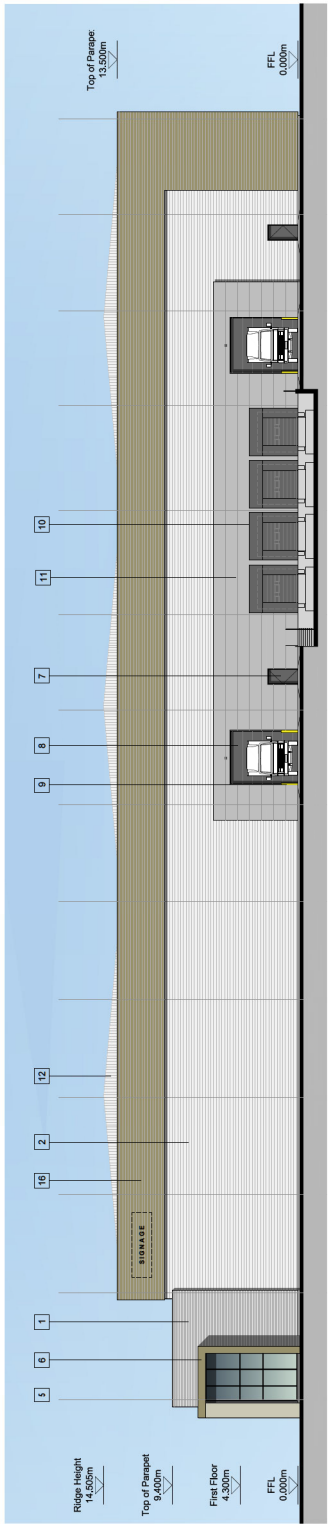 Ridge Height
14.505m
Top of Parapet
9.400m
First Floor
4.300m
FFL
0.000m
5
6
1
16
2
12
9
8
7
11
10
SIGNAGE
Top of Parape
13.500m
FFL
0.000m